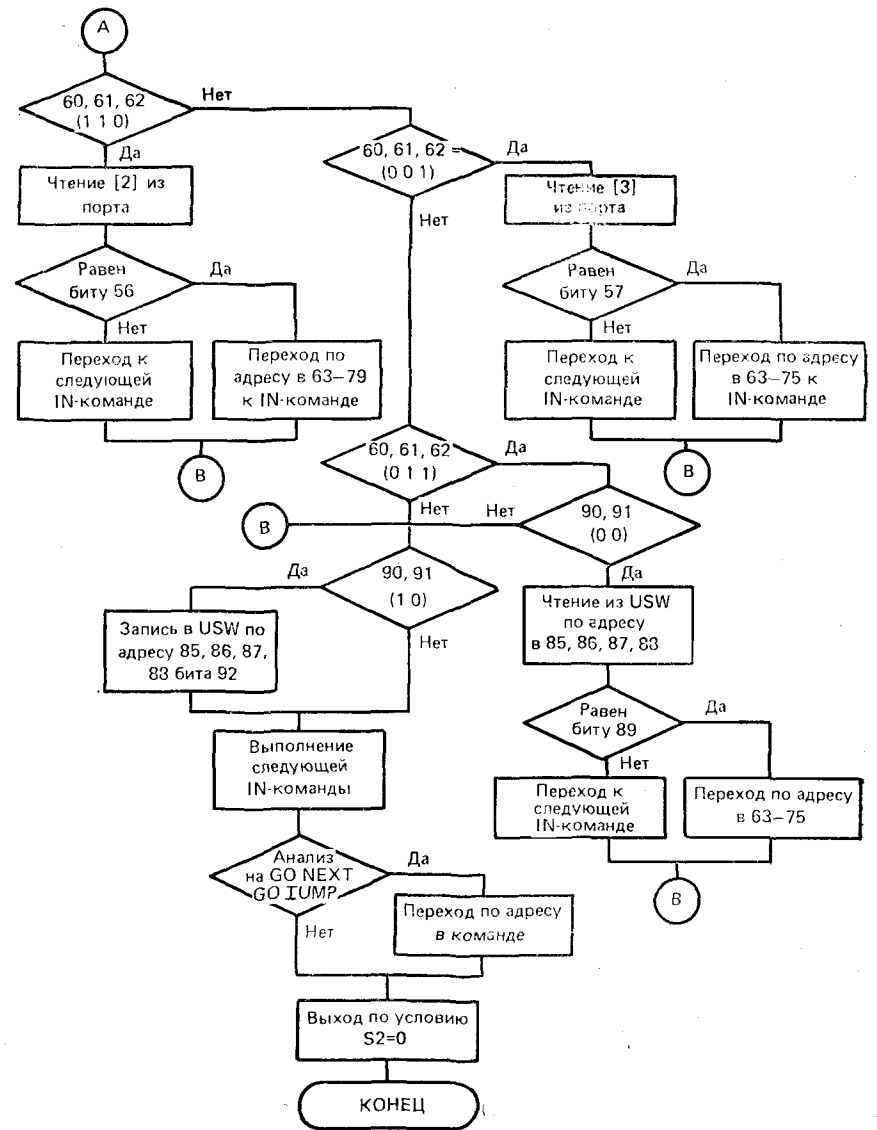 А
60, 61, 62
(1 1 0)
Нет
Да
60, 61, 62 =
(0 0 1)
Да
Нет
Чтение [2] из
порта
Чтение [3]
из порта
Равен
биту 56
Да
Нет
Равен
биту 57
Да
Нет
Переход к
следующей
IN-команде
Переход по
адресу в 63–79
к IN-команде
Переход к
следующей
IN-команде
Переход по адресу
в 63–75 к
IN-команде
В
В
60, 61, 62
(0 1 1)
Да
Нет
В
Нет
90, 91
(0 0)
Да
Да
90, 91
(1 0)
Нет
Запись в USW по
адресу 85, 86, 87,
83 бита 92
Чтение из USW
по адресу
в 85, 86, 87, 83
Равен
биту 89
Да
Нет
Выполнение
следующей
IN-команды
Переход к
следующей
IN-команде
Переход по адресу
в 63–75
В
Анализ
на GO NEXT
GO IUMP
Да
Нет
Переход по адресу
в команде
Выход по условию
S2=0
КОНЕЦ